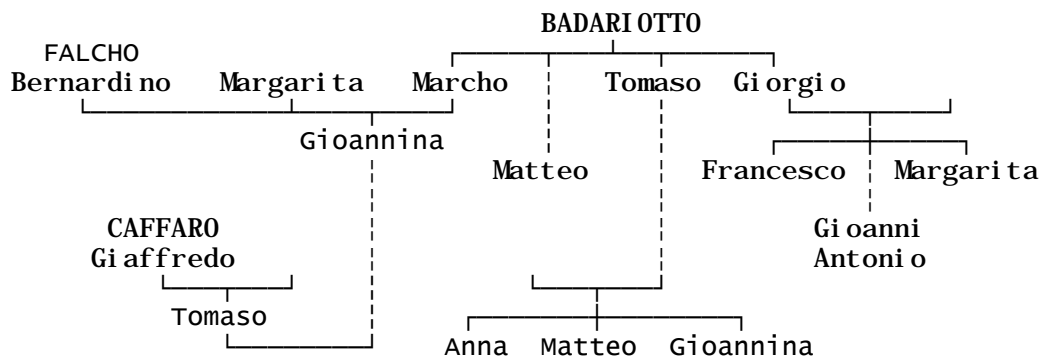 BADARIOTTO
FALCHO
Bernardino Margarita Marcho Tomaso Giorgio
Gioannina
Matteo Francesco Margarita
CAFFARO Gioanni
Giaffredo Antonio
Tomaso
Anna Matteo Gioannina